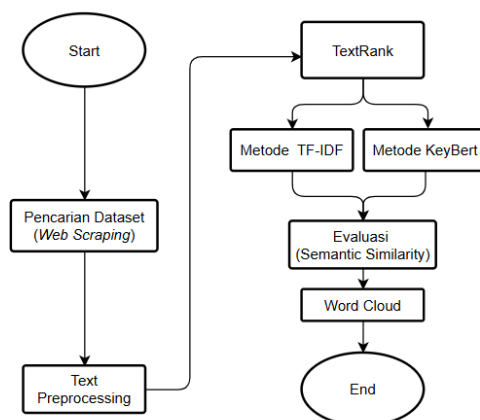 Start
Pencarian Dataset
(Web Scraping)
Text
Preprocessing
TextRank
Metode TF-IDF
Metode KeyBert
Evaluasi
(Semantic Similarity)
Word Cloud
End